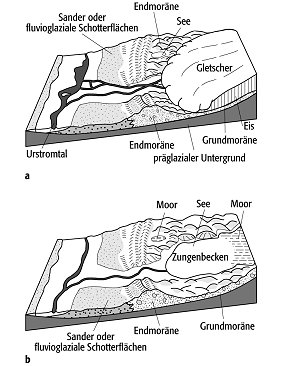 Endmoräne
Sander oder
fluvioglaziale Schotterflächen
See
Gletscher
Eis
Grundmoräne
Endmoräne
präglazialer Untergrund
Urstromtal
a
Moor
See
Moor
Zungenbecken
Grundmoräne
Endmoräne
Sander oder
fluvioglaziale Schotterflächen
b